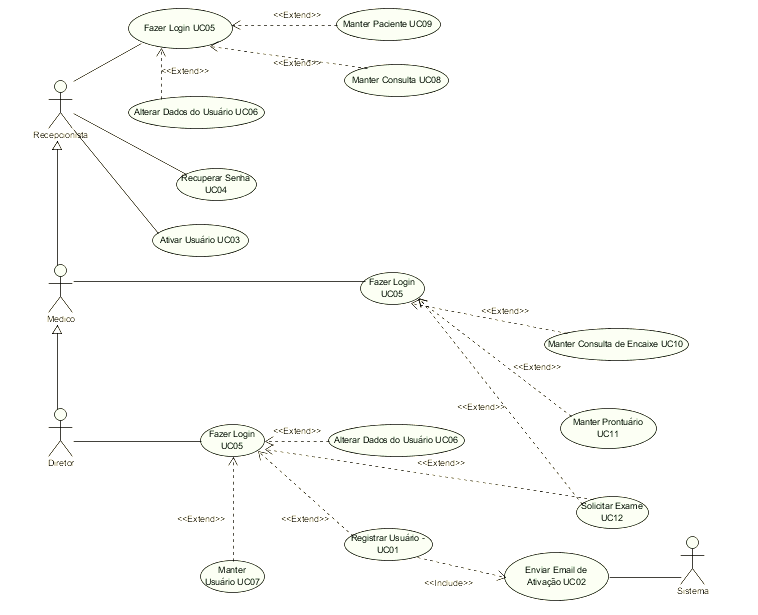 <<Extend>>
Fazer Login UC05
Manter Paciente UC09
<<Extend>>
<<Extend>>
Manter Consulta UC08
Alterar Dados do Usuário UC06
Recepcionista
Recuperar Senha
UC04
Ativar Usuário UC03
Fazer Login
UC05
Medico
<<Extend>>
Manter Consulta de Encaixe UC10
<<Extend>>
<<Extend>>
Manter Prontuário
UC11
Fazer Login
UC05
<<Extend>>
Alterar Dados do Usuário UC06
Diretor
<<Extend>>
Solicitar Exame
UC12
<<Extend>>
<<Extend>>
Registrar Usuário -
UC01
Manter
Usuário UC07
<<Include>>
Enviar Email de
Ativação UC02
Sistema